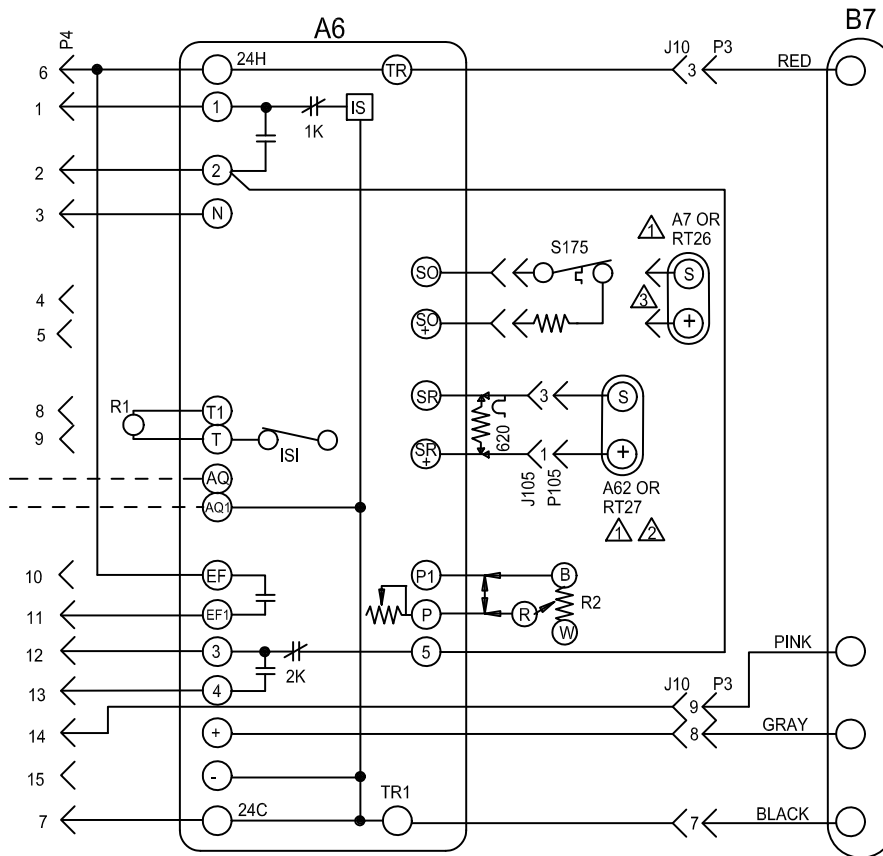 A6
B7
P4
6
24H
TR
J10
P3
3
RED
1
1
1K
IS
2
2
3
N
S175
1
A7 OR
RT26
SO
S
4
3
5
SO
+
+
8
R1
T1
SR
3
S
9
T
ISI
620
SR
+
1
+
J105
P105
A62 OR
RT27
1
2
AQ
AQ1
10
EF
P1
B
11
EF1
P
R
R2
W
12
3
2K
5
PINK
13
4
J10
P3
9
14
+
8
GRAY
15
-
TR1
7
24C
7
BLACK